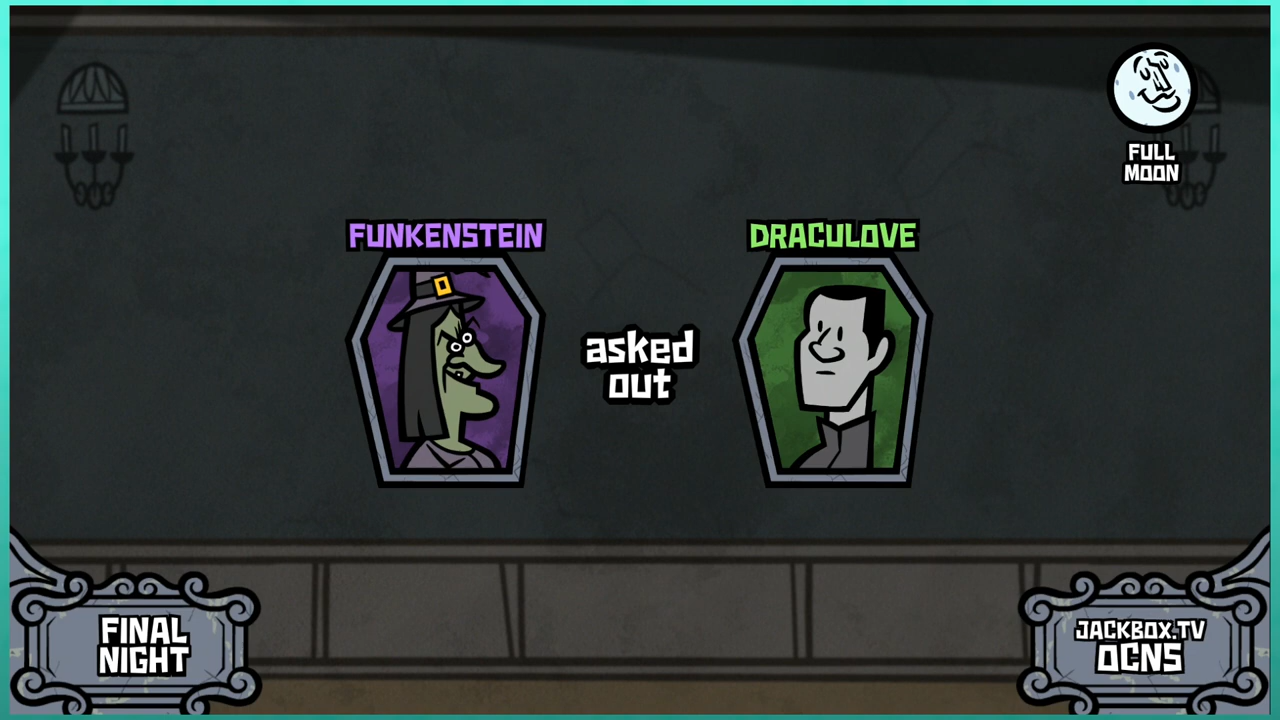 FULL
MOON
FUNKENSTEIN
DRACULOVE
asked
out
FINAL
NIGHT
JACKBOX.TV
OCNS